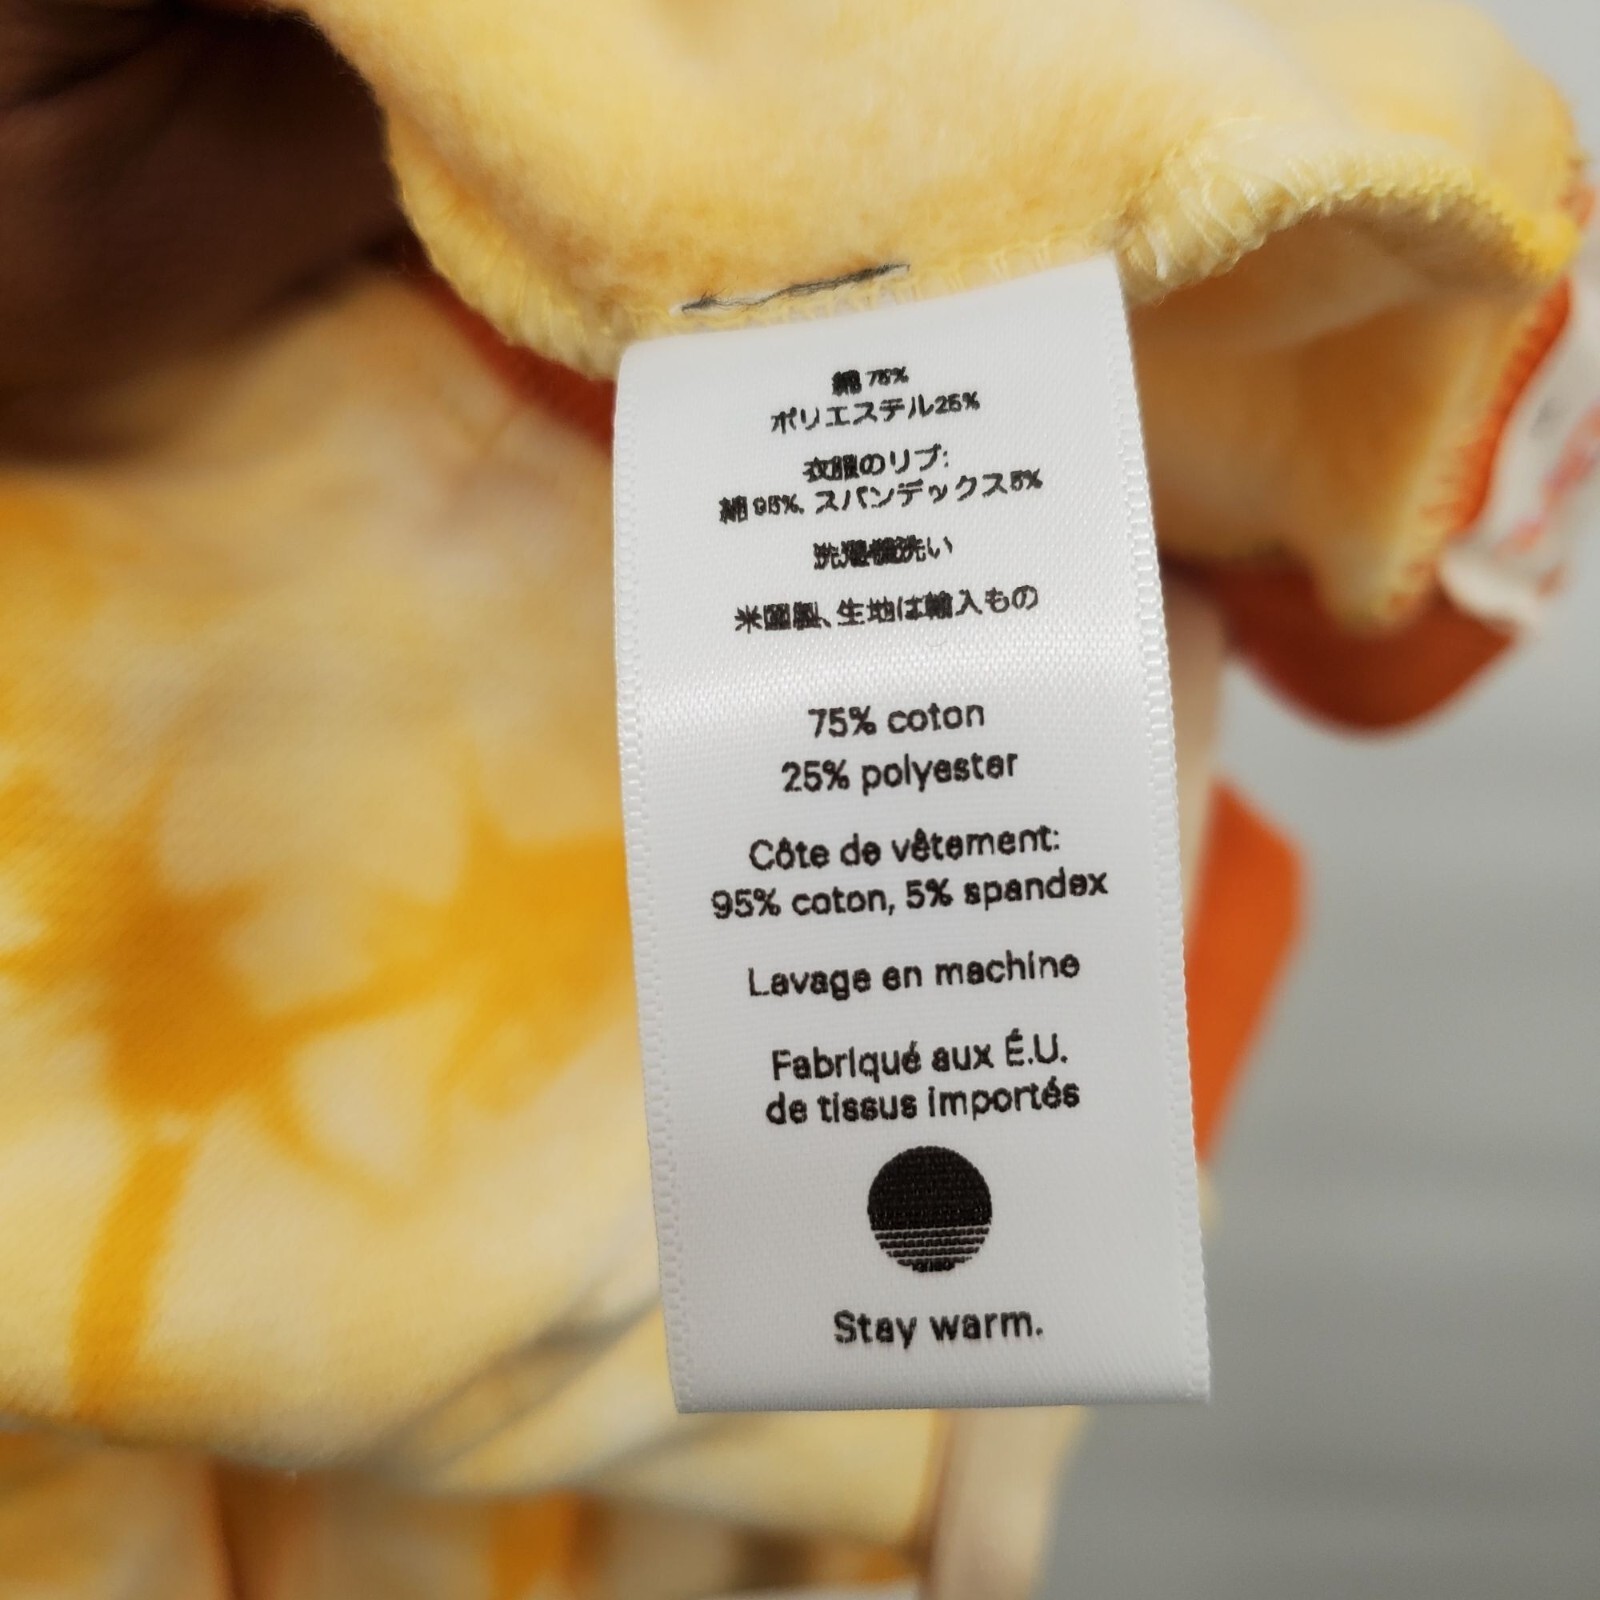 綿 75%
ポリエステル25%
衣服のリブ:
綿 95%, スパンデックス5%
洗濯機洗い
米国製、生地は輸入もの
75% coton
25% polyester
Côte de vêtement:
95% coton, 5% spandex
Lavage en machine
Fabriqué aux É.U.
de tissus importés
Stay warm.